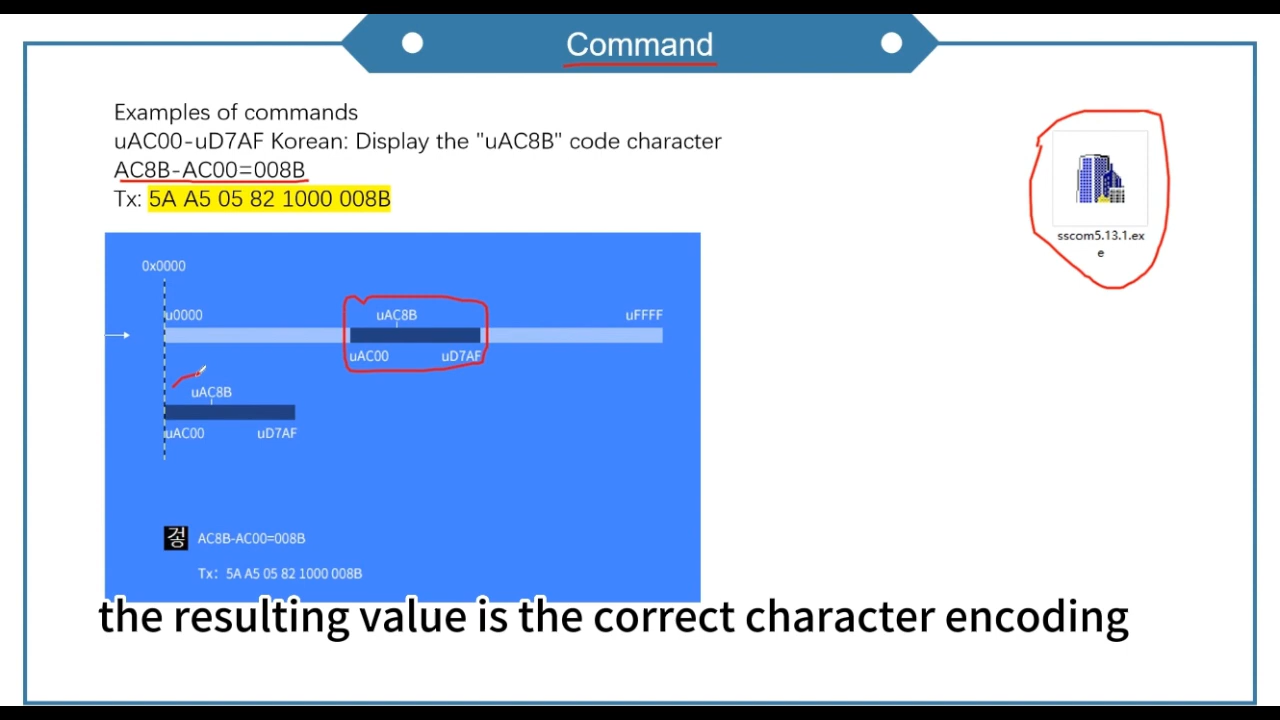 Command
Examples of commands
uAC00-uD7AF Korean: Display the "uAC8B" code character
AC8B-AC00=008B
Tx: 5A A5 05 82 1000 008B
sscom5.13.1.ex
e
0x0000
u0000
uAC8B
uFFFF
uAC00
uD7AF
uAC8B
uAC00
uD7AF
겋 AC8B-AC00=008B
Tx: 5A A5 05 82 1000 008B
the resulting value is the correct character encoding